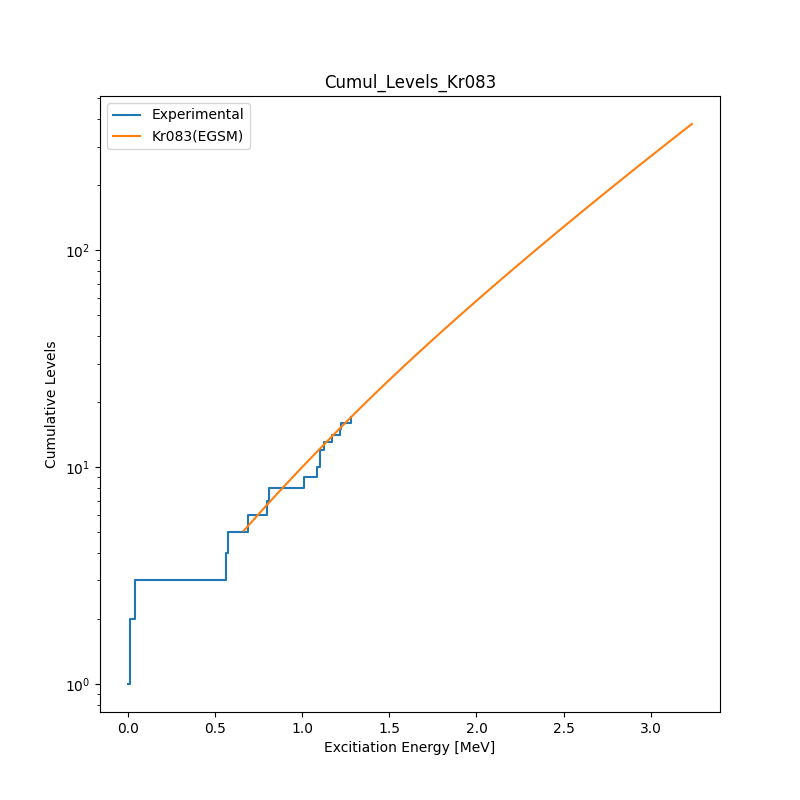 Cumul_Levels_Kr083
Experimental
Kr083(EGSM)
10²
10¹
10⁰
Cumulative Levels
0.0 0.5 1.0 1.5 2.0 2.5 3.0
Excitiation Energy [MeV]